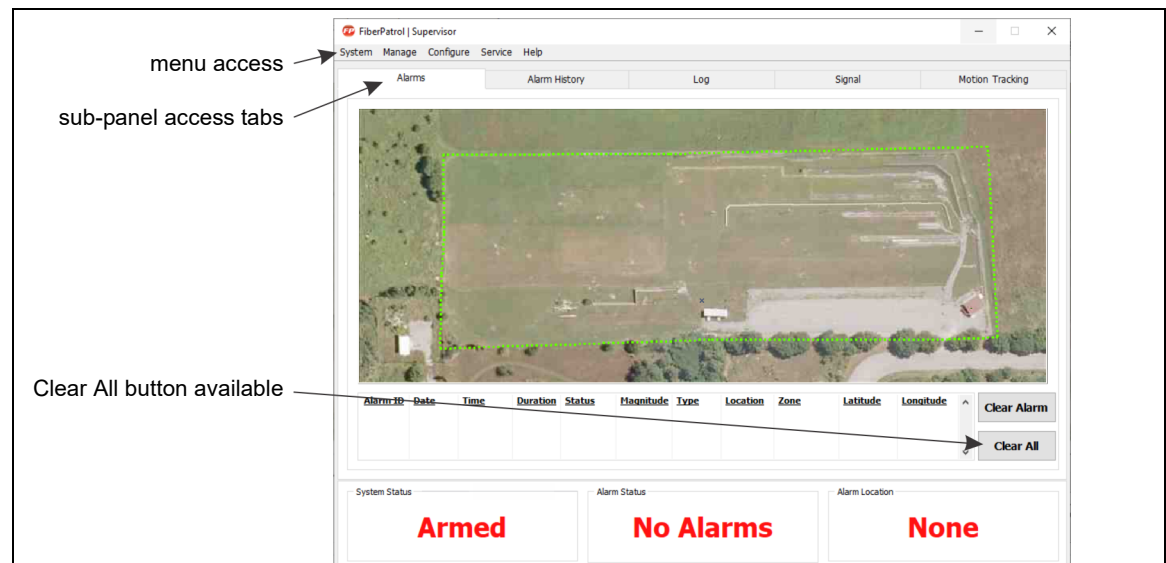 FP FiberPatrol | Supervisor
menu access
System Manage Configure Service Help
sub-panel access tabs
Alarms Alarm History Log Signal Motion Tracking
Clear All button available
Alarm ID Date Time Duration Status Magnitude Type Location Zone Latitude Longitude
Clear Alarm
Clear All
System Status Alarm Status Alarm Location
Armed No Alarms None